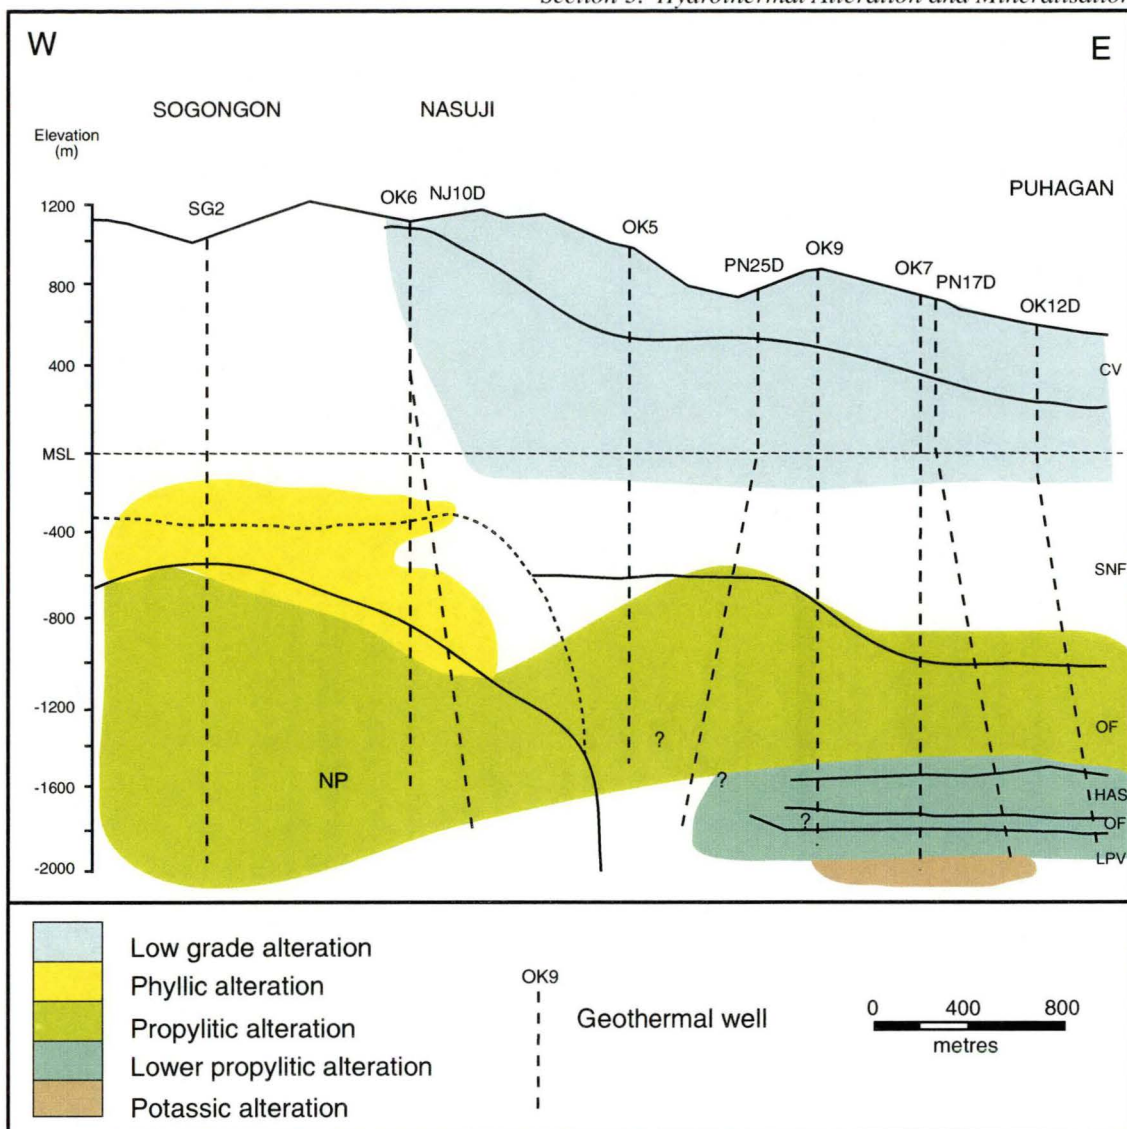 Section 3: Hydrothermal Alteration and Mineralisation
W E
SOGONGON NASUJI
Elevation
(m)
PUHAGAN
1200
SG2
OK6 NJ10D
OK5
PN25D
OK9
OK7
PN17D
OK12D
800
400
CV
MSL
-400
SNF
-800
-1200
?
OF
NP
?
-1600
HAS
?
OF
-2000
LPV
Low grade alteration
Phyllic alteration
Propylitic alteration
Lower propylitic alteration
Potassic alteration
OK9
Geothermal well
0 400 800
metres